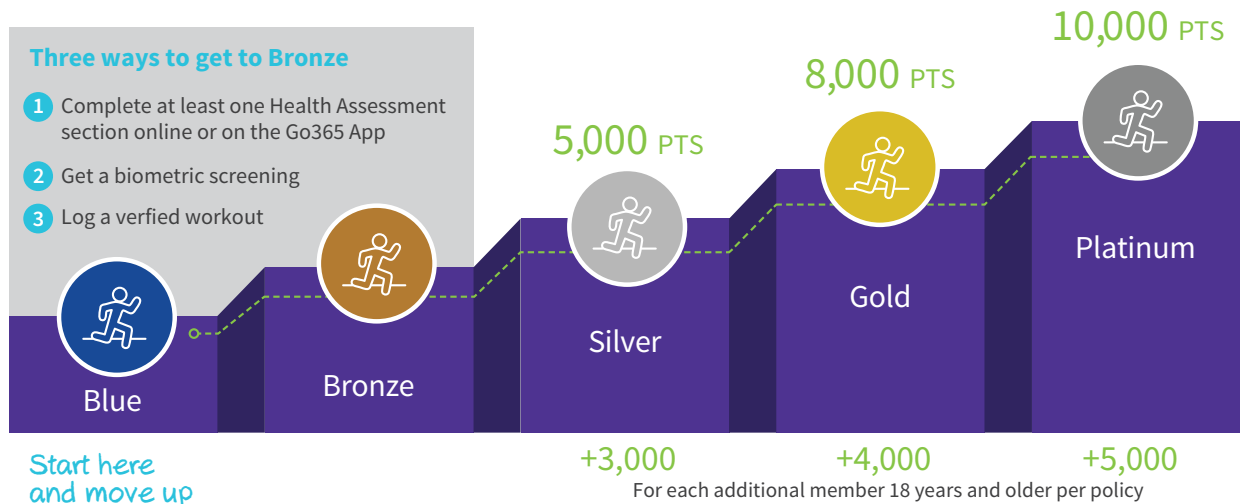 Three ways to get to Bronze
1 Complete at least one Health Assessment
section online or on the Go365 App
2 Get a biometric screening
3 Log a verfied workout
5,000 PTS
8,000 PTS
10,000 PTS
Blue
Bronze
Silver
Gold
Platinum
Start here
and move up
+3,000
+4,000
+5,000
For each additional member 18 years and older per policy